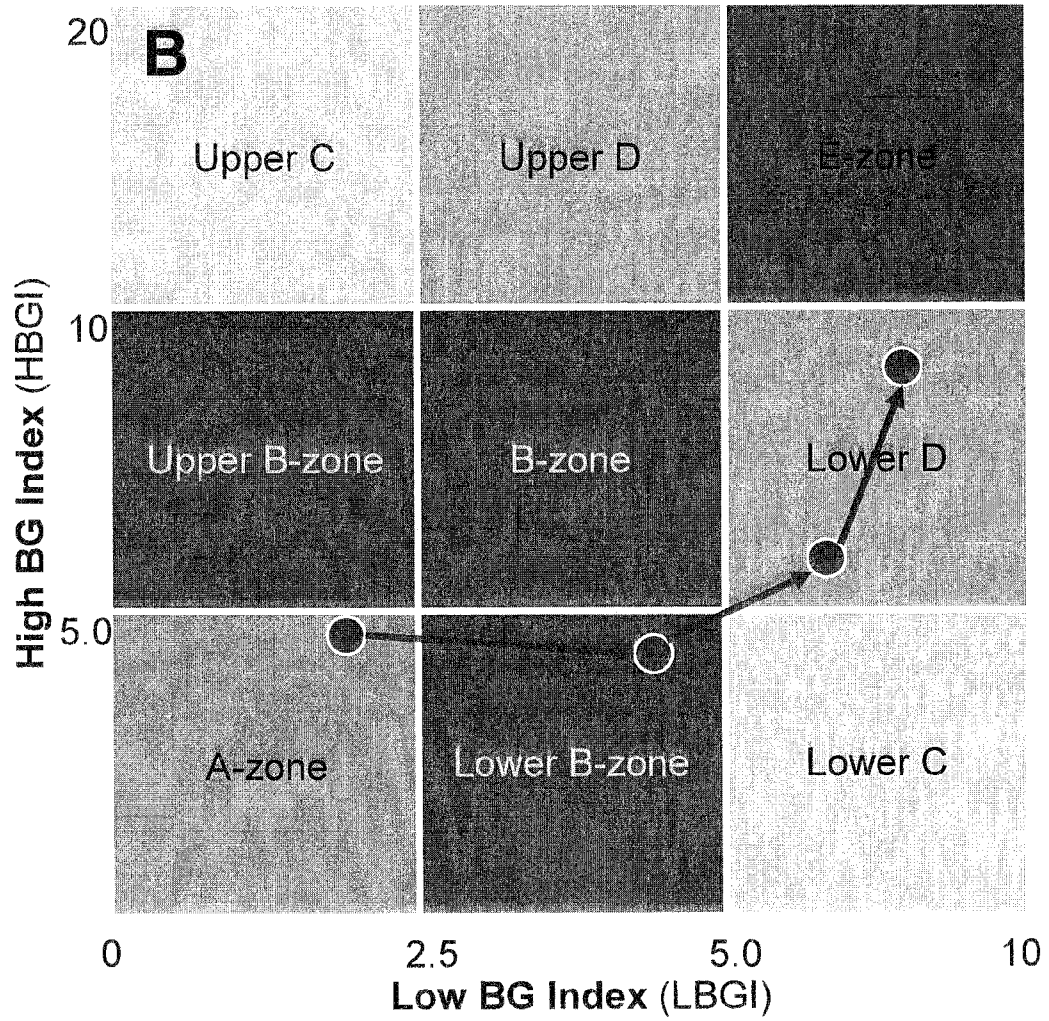 20
B
Upper C
Upper D
E-zone
10
Upper B-zone
B-zone
Lower D
5.0
A-zone
Lower B-zone
Lower C
High BG Index (HBGI)
0
2.5
5.0
10
Low BG Index (LBGI)